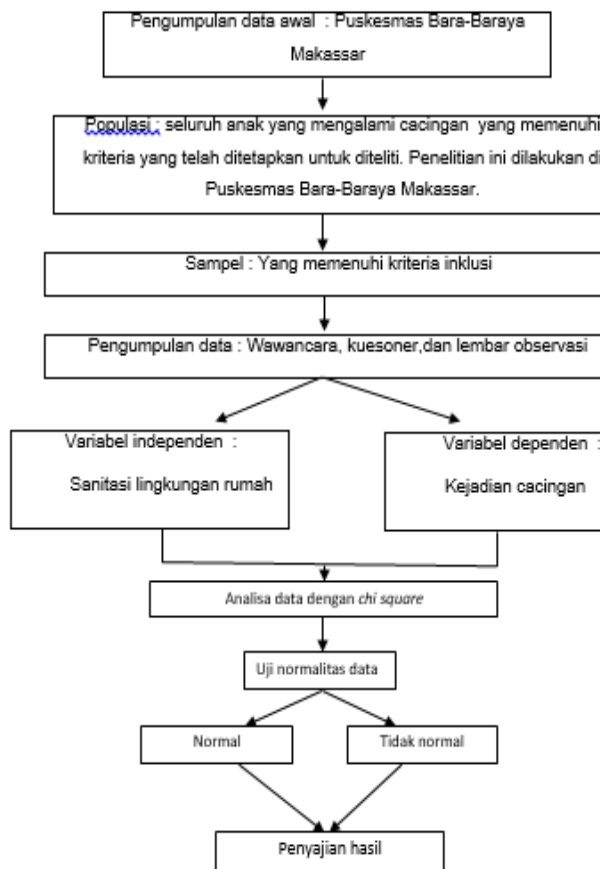 Pengumpulan data awal : Puskesmas Bara-Baraya
Makassar
Populasi : seluruh anak yang mengalami cacingan yang memenuhi
kriteria yang telah ditetapkan untuk diteliti. Penelitian ini dilakukan di
Puskesmas Bara-Baraya Makassar.
Sampel : Yang memenuhi kriteria inklusi
Pengumpulan data : Wawancara, kuesoner,dan lembar observasi
Variabel independen :
Sanitasi lingkungan rumah
Variabel dependen :
Kejadian cacingan
Analisa data dengan chi square
Uji normalitas data
Normal
Tidak normal
Penyajian hasil